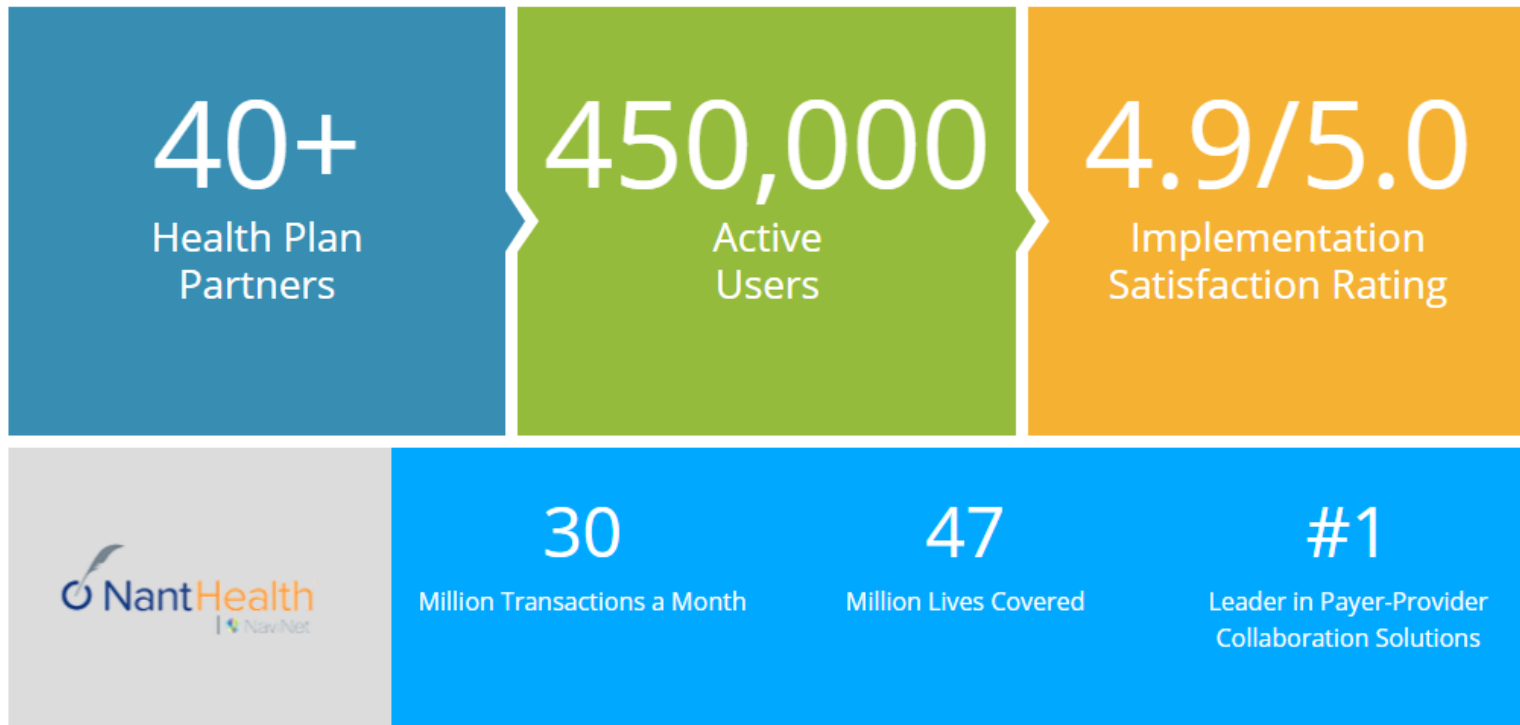 40+
Health Plan
Partners
450,000
Active
Users
4.9/5.0
Implementation
Satisfaction Rating
NantHealth
NaviNet
30
Million Transactions a Month
47
Million Lives Covered
#1
Leader in Payer-Provider
Collaboration Solutions